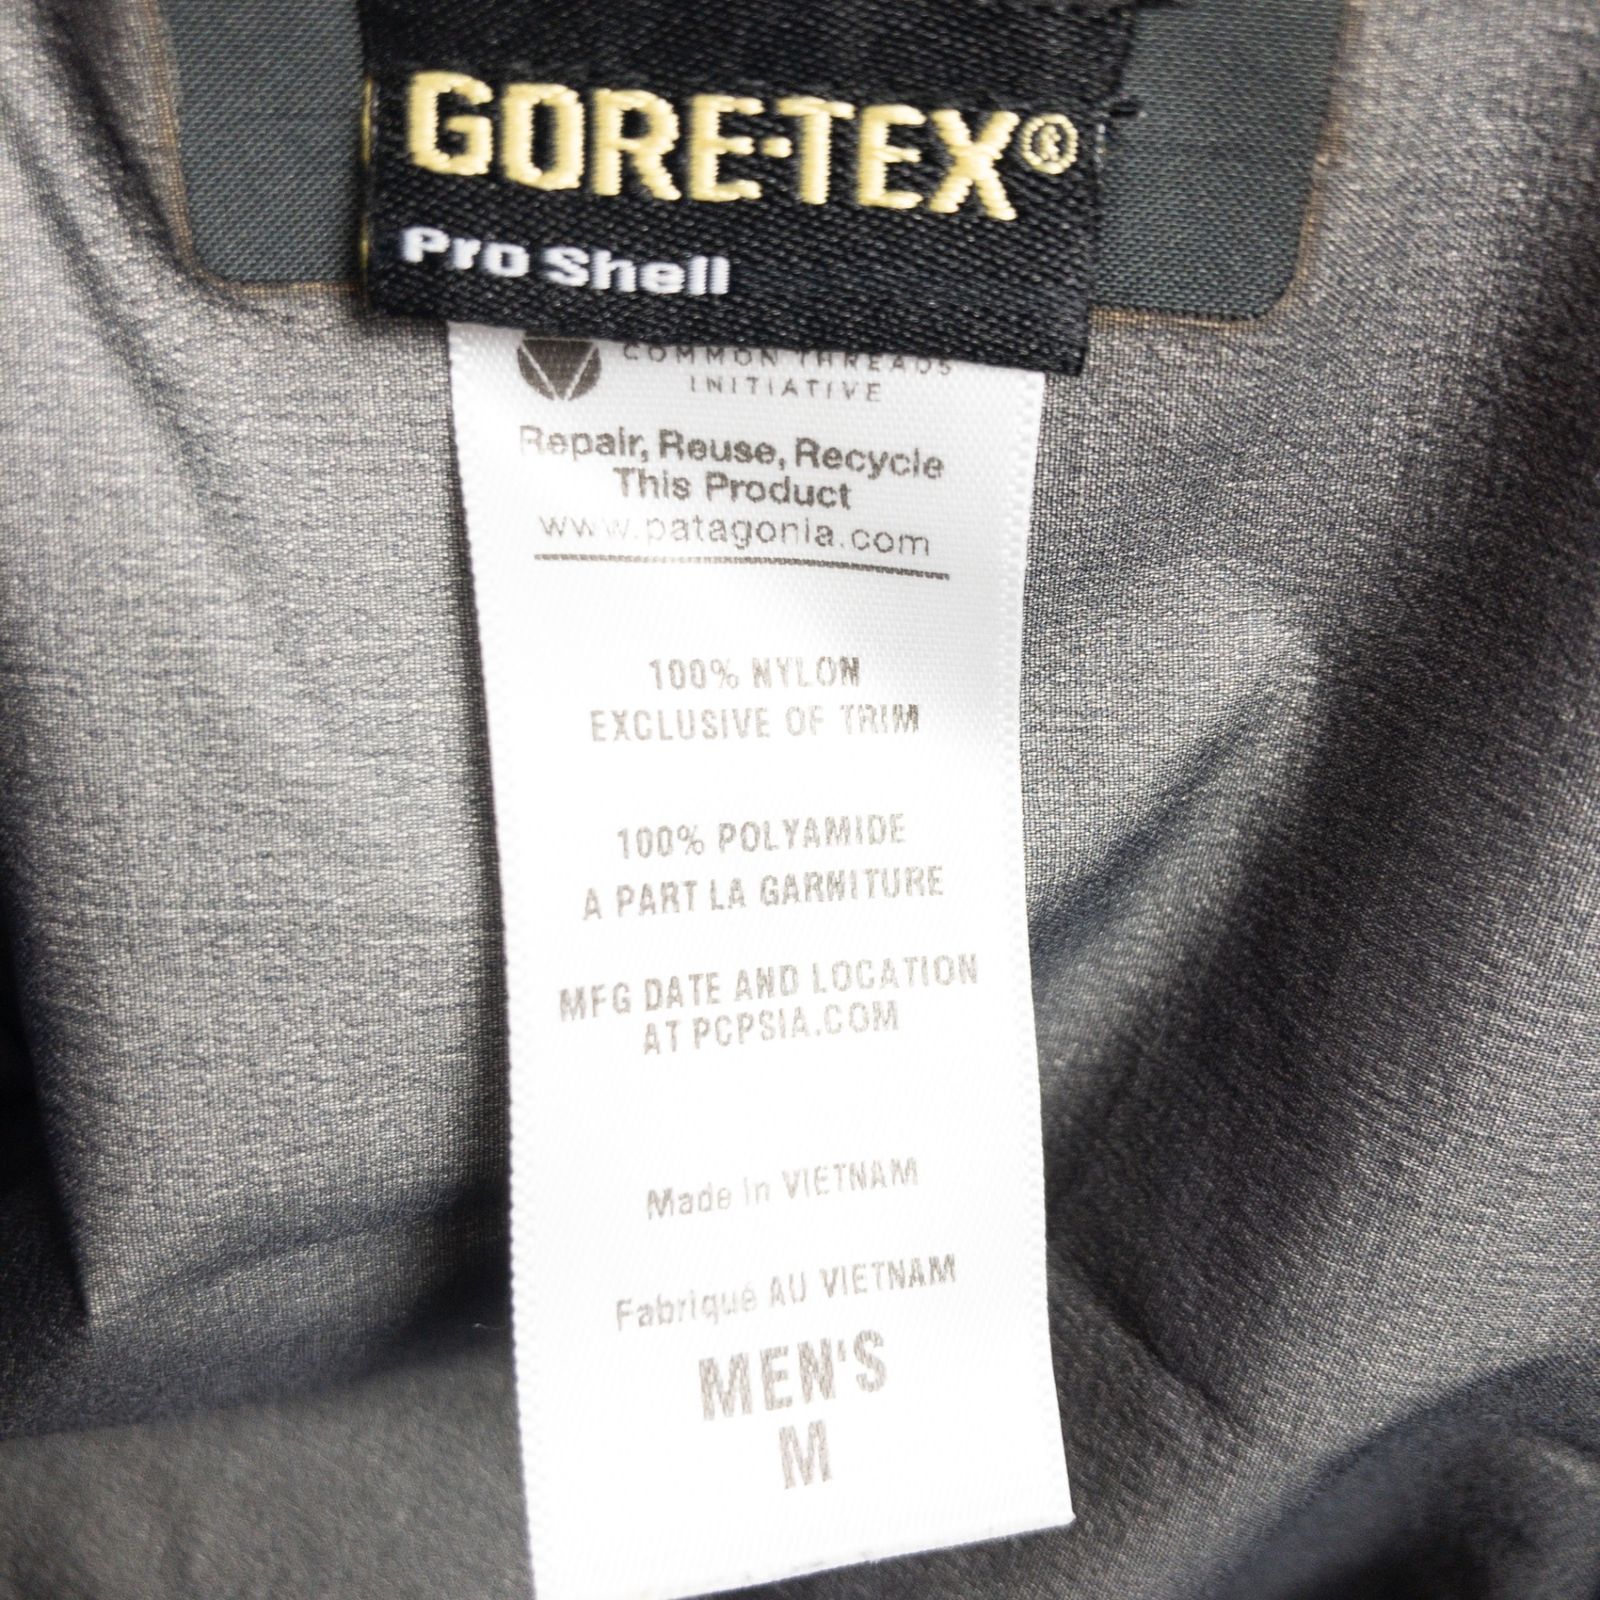 GORE-TEX®
Pro Shell
COMMON THREADS
INITIATIVE
Repair, Reuse, Recycle
This Product
www.patagonia.com
100% NYLON
EXCLUSIVE OF TRIM
100% POLYAMIDE
A PART LA GARNITURE
MFG DATE AND LOCATION
AT PCPSIA.COM
Made in VIETNAM
Fabriqué AU VIETNAM
MEN'S
M